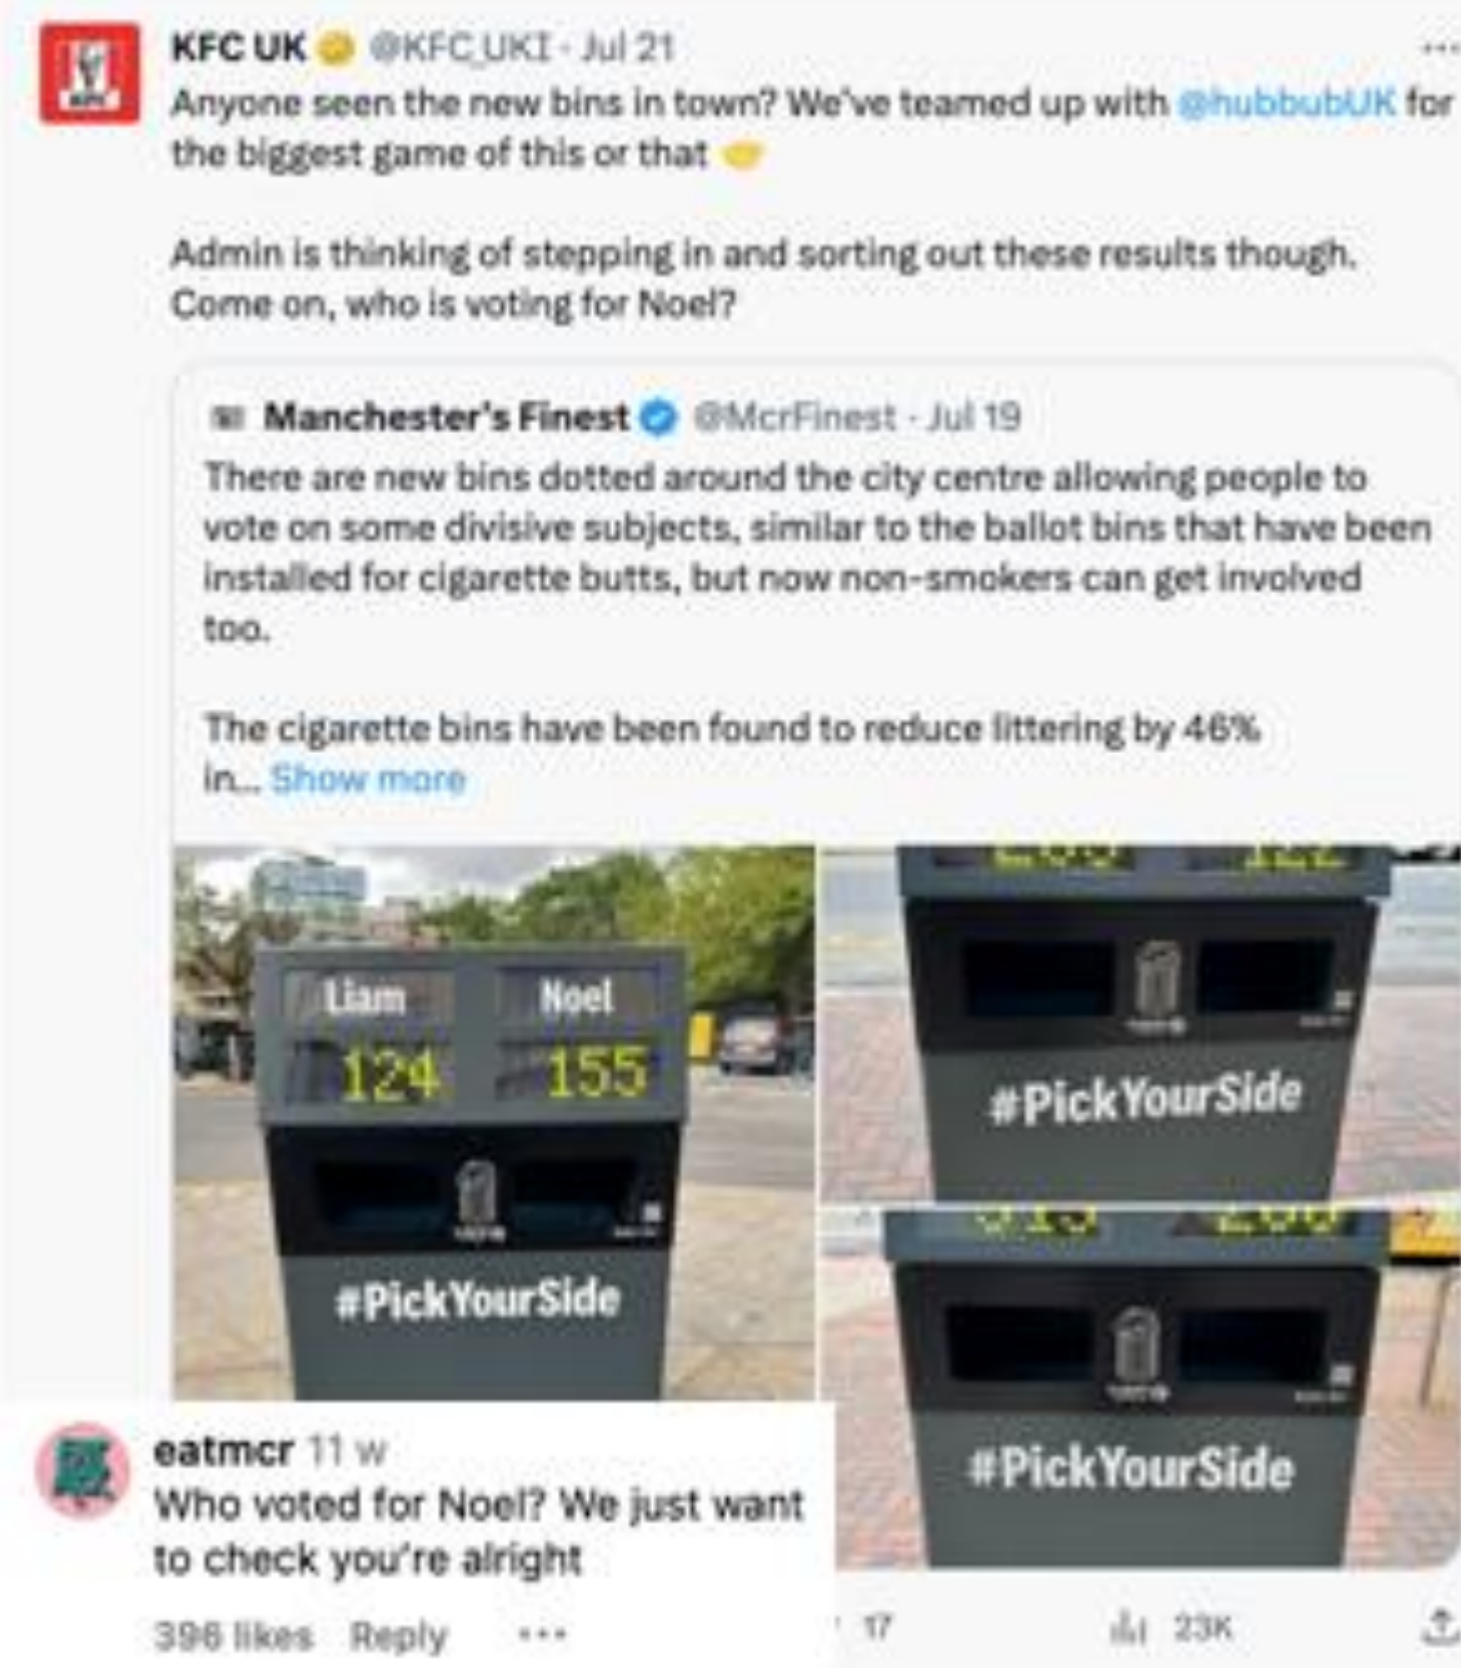 KFC UK @KFC_UKI · Jul 21
Anyone seen the new bins in town? We've teamed up with @hubbubUK for
the biggest game of this or that
Admin is thinking of stepping in and sorting out these results though.
Come on, who is voting for Noel?
Manchester's Finest @McrFinest · Jul 19
There are new bins dotted around the city centre allowing people to
vote on some divisive subjects, similar to the ballot bins that have been
installed for cigarette butts, but now non-smokers can get involved
too.
The cigarette bins have been found to reduce littering by 46%
in... Show more
Liam Noel
124 155
#PickYourSide
#PickYourSide
#PickYourSide
eatmcr 11 w
Who voted for Noel? We just want
to check you're alright
396 likes Reply
17 23K